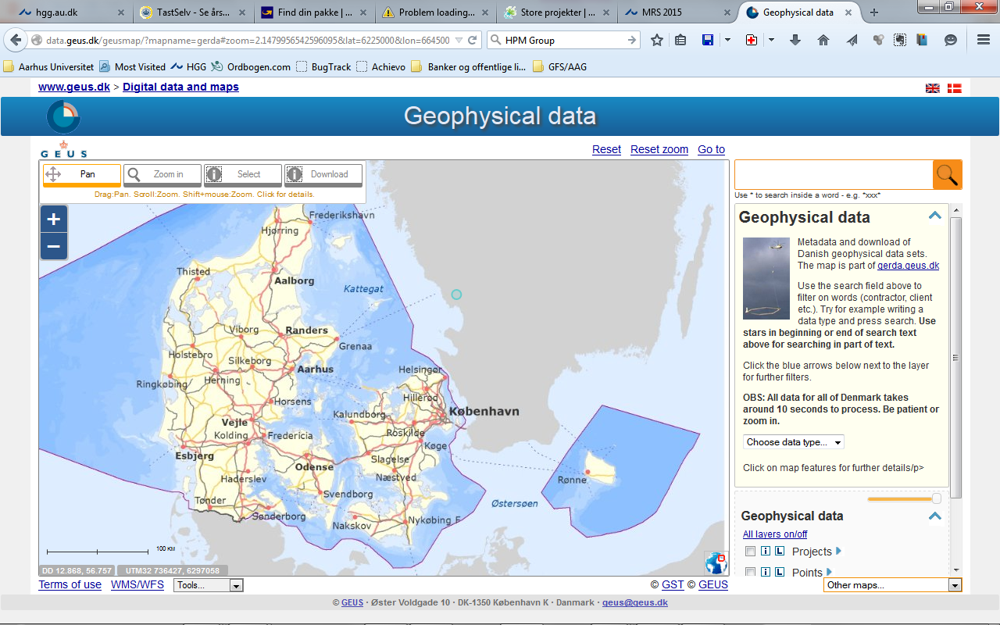 hgg.au.dk
TastSelv - Se års...
Find din pakke | ...
Problem loading...
Store projekter | ...
MRS 2015
Geophysical data
data.geus.dk/geusmap/?mapname=gerda#zoom=2.1479956542596095&lat=6225000&lon=664500
HPM Group
Aarhus Universitet
Most Visited
HGG
Ordbogen.com
BugTrack
Achievo
Banker og offentlige li...
GFS/AAG
www.geus.dk > Digital data and maps
Geophysical data
GEUS
Reset
Reset zoom
Go to
Pan
Zoom in
Select
Download
Drag:Pan. Scroll:Zoom. Shift+mouse:Zoom. Click for details.
+
−
Frederikshavn
Hjørring
Thisted
Aalborg
Kattegat
Viborg
Randers
Grenaa
Holstebro
Silkeborg
Aarhus
Helsingør
Ringkøbing
Herning
Hillerød
Horsens
Kalundborg
København
Vejle
Roskilde
Kolding
Fredericia
Køge
Esbjerg
Odense
Slagelse
Haderslev
Næstved
Rønne
Svendborg
Tønder
Østersøen
Sønderborg
Nakskov
Nykøbing F
100 KM
DD 12.868, 56.757
UTM32 736427, 6297058
Use * to search inside a word - e.g. *xxx*
Geophysical data
Metadata and download of
Danish geophysical data sets.
The map is part of gerda.geus.dk
Use the search field above to
filter on words (contractor, client
etc.). Try for example writing a
data type and press search. Use
stars in beginning or end of search text
above for searching in part of text.
Click the blue arrows below next to the layer
for further filters.
OBS: All data for all of Denmark takes
around 10 seconds to process. Be patient or
zoom in.
Choose data type...
Click on map features for further details/p>
Geophysical data
All layers on/off
i L Projects
i L Points
Terms of use
WMS/WFS
Tools...
© GST © GEUS
Other maps...
© GEUS · Øster Voldgade 10 · DK-1350 København K · Danmark · geus@geus.dk